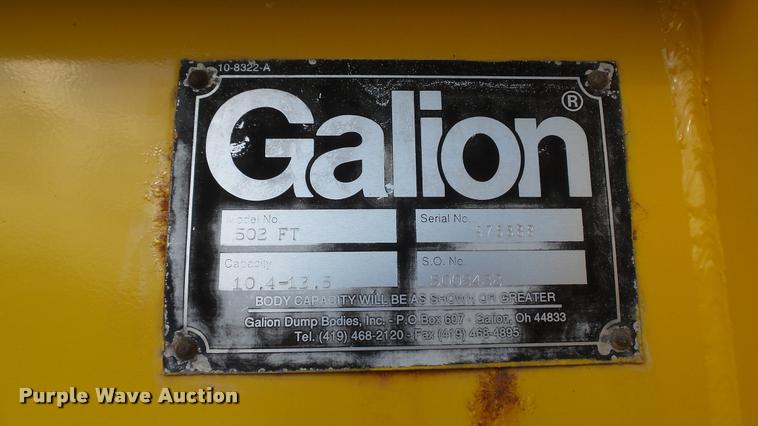 10-8322-A
Galion®
Model No.
Serial No.
502 FT
Capacity
S.O. No.
10.4-13.5
BODY CAPACITY WILL BE AS SHOWN OR GREATER
Galion Dump Bodies, Inc. - P.O. Box 607 - Galion, Oh 44833
Tel. (419) 468-2120 - Fax (419) 468-4895
Purple Wave Auction